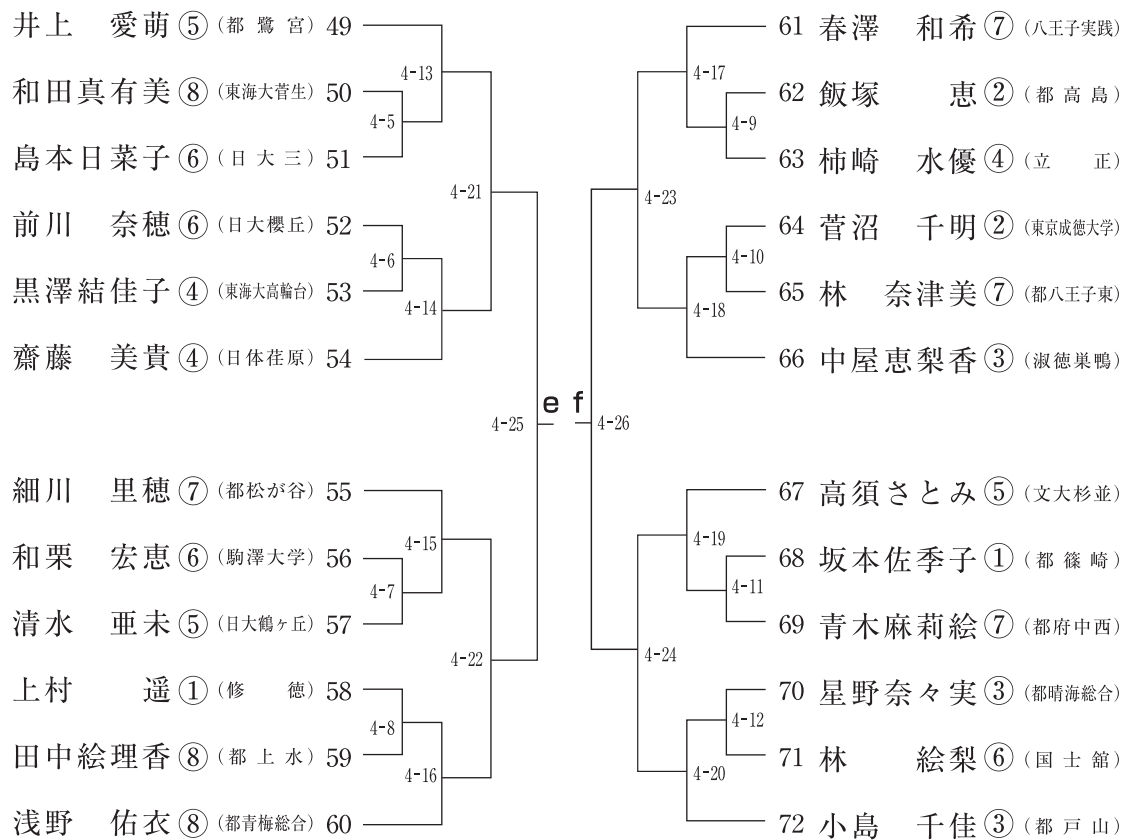 井上 愛萌 ⑤ (都鷺宮) 49
4-13
和田真有美 ⑧ (東海大菅生) 50
4-5
島本日菜子 ⑥ (日大三) 51
4-21
前川 奈穂 ⑥ (日大櫻丘) 52
4-6
黒澤結佳子 ④ (東海大高輪台) 53
4-14
齋藤 美貴 ④ (日体荏原) 54
4-25 e
細川 里穂 ⑦ (都松が谷) 55
4-15
和栗 宏恵 ⑥ (駒澤大学) 56
4-7
清水 亜未 ⑤ (日大鶴ヶ丘) 57
4-22
上村 遥 ① (修徳) 58
4-8
田中絵理香 ⑧ (都上水) 59
4-16
浅野 佑衣 ⑧ (都青梅総合) 60
61 春澤 和希 ⑦ (八王子実践)
4-17
62 飯塚 恵 ② (都高島)
4-9
63 柿崎 水優 ④ (立正)
4-23
64 菅沼 千明 ② (東京成徳大学)
4-10
65 林 奈津美 ⑦ (都八王子東)
4-18
66 中屋恵梨香 ③ (淑徳巣鴨)
f 4-26
67 高須さとみ ⑤ (文大杉並)
4-19
68 坂本佐季子 ① (都篠崎)
4-11
69 青木麻莉絵 ⑦ (都府中西)
4-24
70 星野奈々実 ③ (都晴海総合)
4-12
71 林 絵梨 ⑥ (国士舘)
4-20
72 小島 千佳 ③ (都戸山)